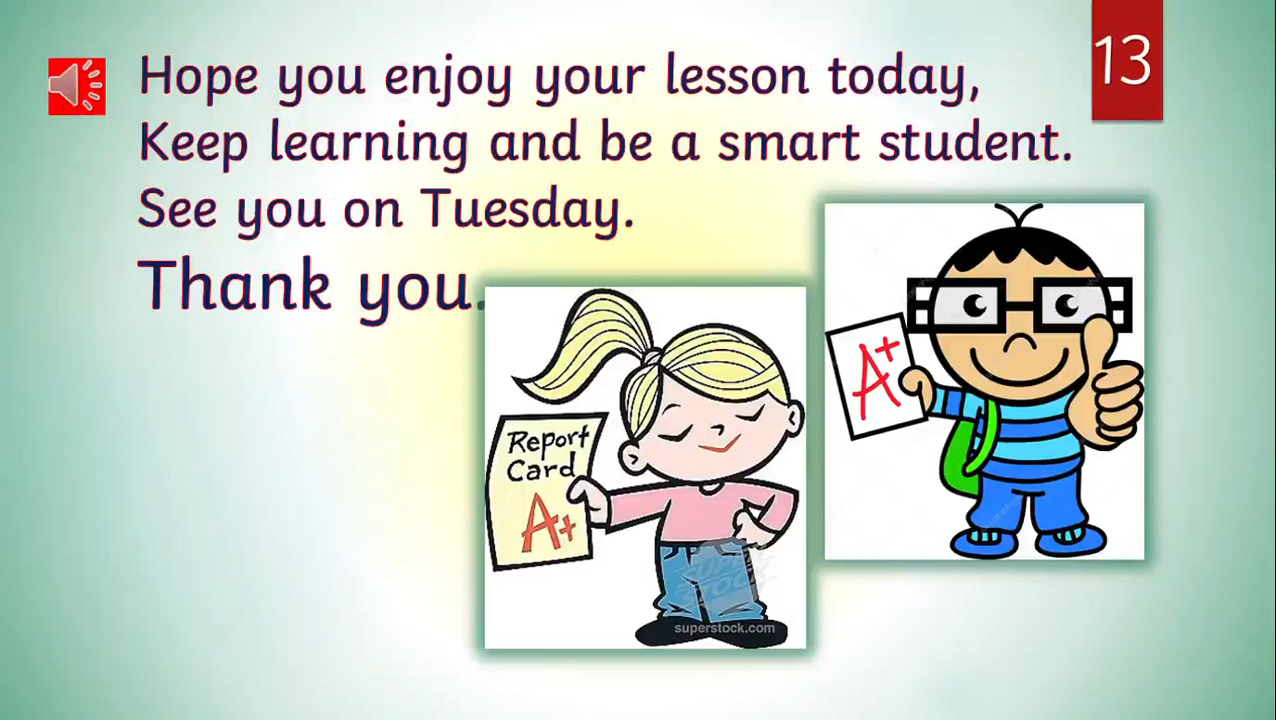 13
Hope you enjoy your lesson today,
Keep learning and be a smart student.
See you on Tuesday.
Thank you.
Report
Card
A+
A+
superstock.com